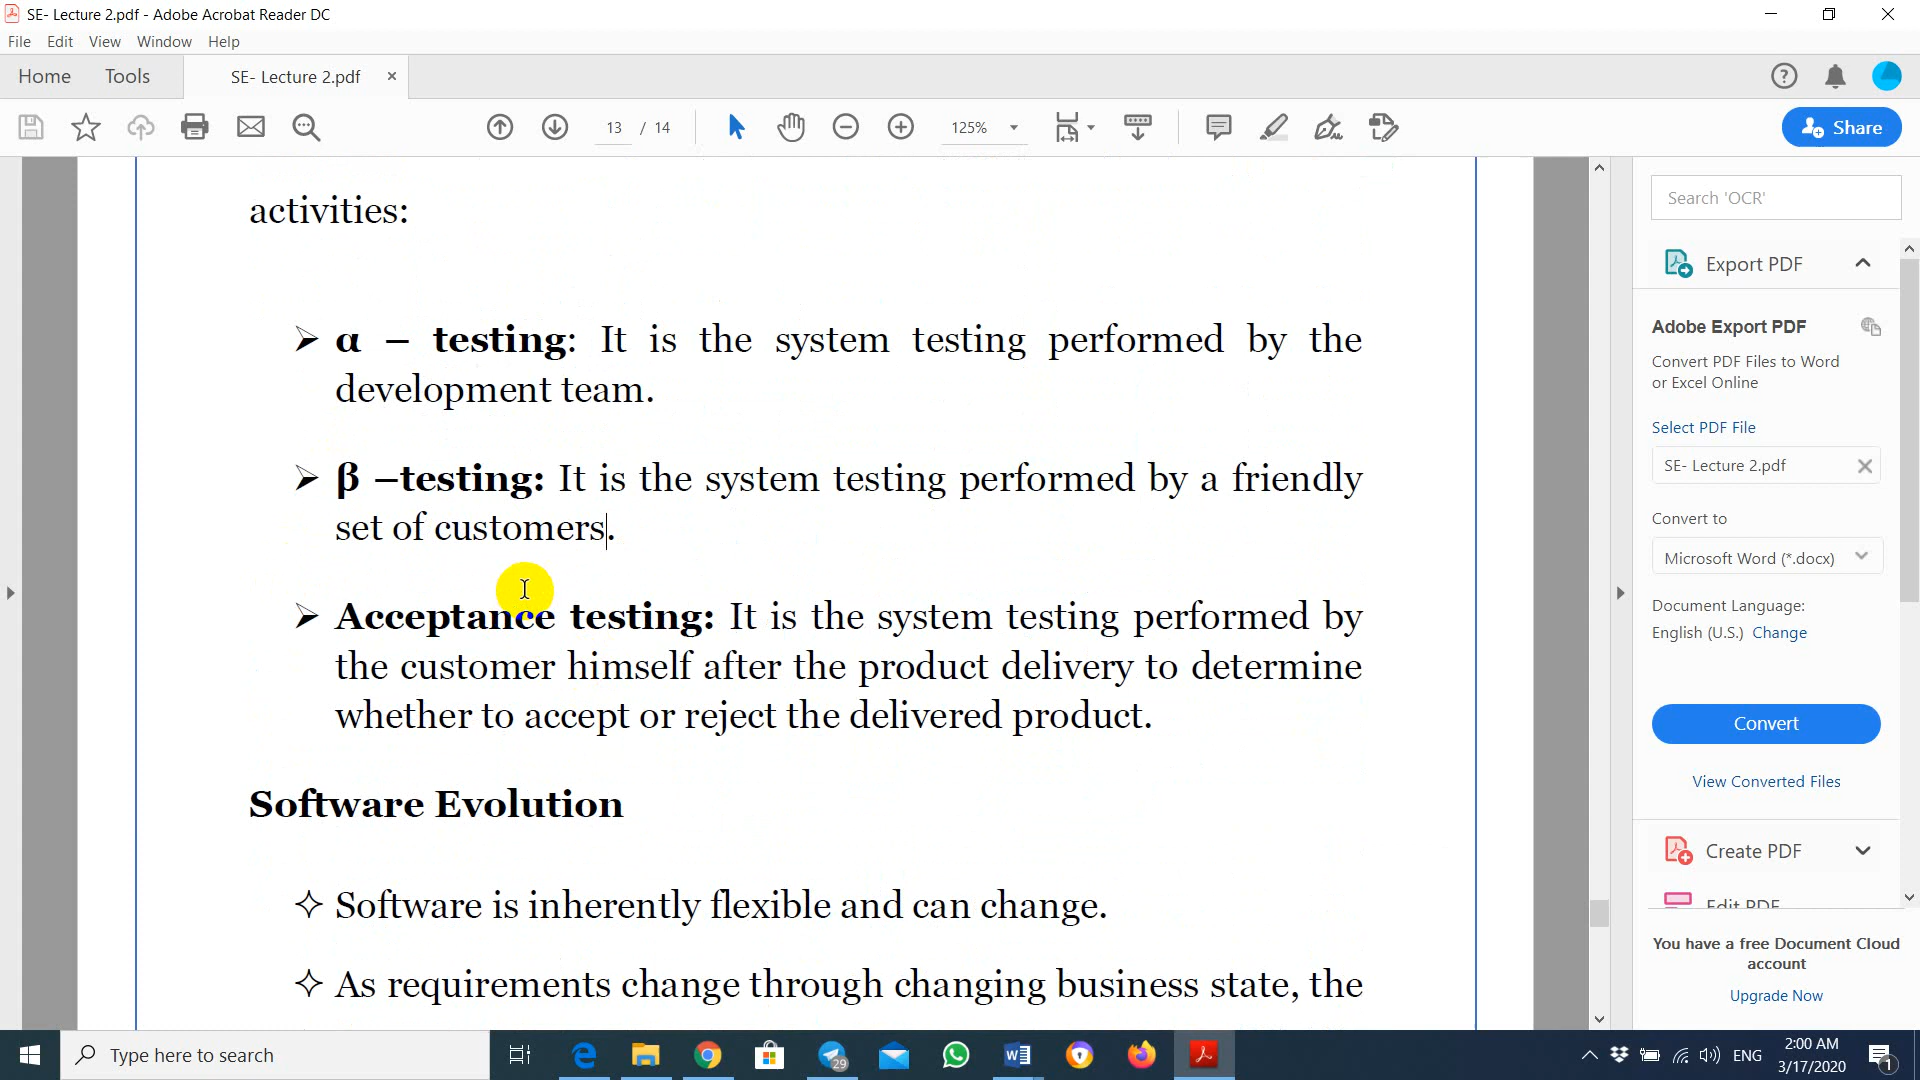 SE- Lecture 2.pdf - Adobe Acrobat Reader DC
File Edit View Window Help
Home Tools SE- Lecture 2.pdf ×
13 / 14 125% Share
activities:
➢ α – testing: It is the system testing performed by the
development team.
➢ β –testing: It is the system testing performed by a friendly
set of customers.
➢ Acceptance testing: It is the system testing performed by
the customer himself after the product delivery to determine
whether to accept or reject the delivered product.
Software Evolution
✧ Software is inherently flexible and can change.
✧ As requirements change through changing business state, the
Search 'OCR'
Export PDF
Adobe Export PDF
Convert PDF Files to Word
or Excel Online
Select PDF File
SE- Lecture 2.pdf
Convert to
Microsoft Word (*.docx)
Document Language:
English (U.S.) Change
Convert
View Converted Files
Create PDF
Edit PDF
You have a free Document Cloud
account
Upgrade Now
Type here to search
29
ENG
2:00 AM
3/17/2020
1